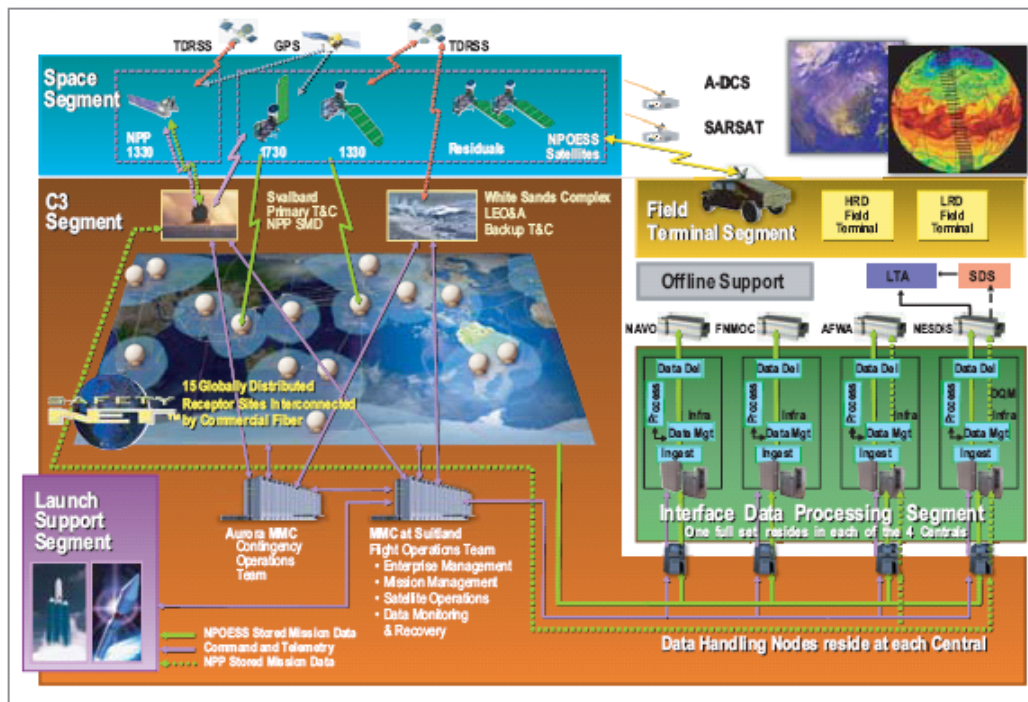 TDRSS
GPS
TDRSS
Space
Segment
NPP
1330
1730
1330
Residuals
NPOESS
Satellites
A-DCS
SARSAT
C3
Segment
Svalbard
Primary T&C
NPP SMD
White Sands Complex
LEO&A
Backup T&C
Field
Terminal Segment
HRD
Field
Terminal
LRD
Field
Terminal
Offline Support
LTA
SDS
NAVO
FNMOC
AFWA
NESDIS
Data Del
Process
Infra
Data Mgt
Ingest
Data Del
Process
Infra
Data Mgt
Ingest
Data Del
Process
Infra
Data Mgt
Ingest
Data Del
DQM
Process
Infra
Data Mgt
Ingest
Interface Data Processing Segment
One full set resides in each of the 4 Centrals
15 Globally Distributed
Receptor Sites Interconnected
by Commercial Fiber
Launch
Support
Segment
Aurora MMC
Contingency
Operations
Team
MMC at Suitland
Flight Operations Team
• Enterprise Management
• Mission Management
• Satellite Operations
• Data Monitoring
& Recovery
NPOESS Stored Mission Data
Command and Telemetry
NPP Stored Mission Data
Data Handling Nodes reside at each Central